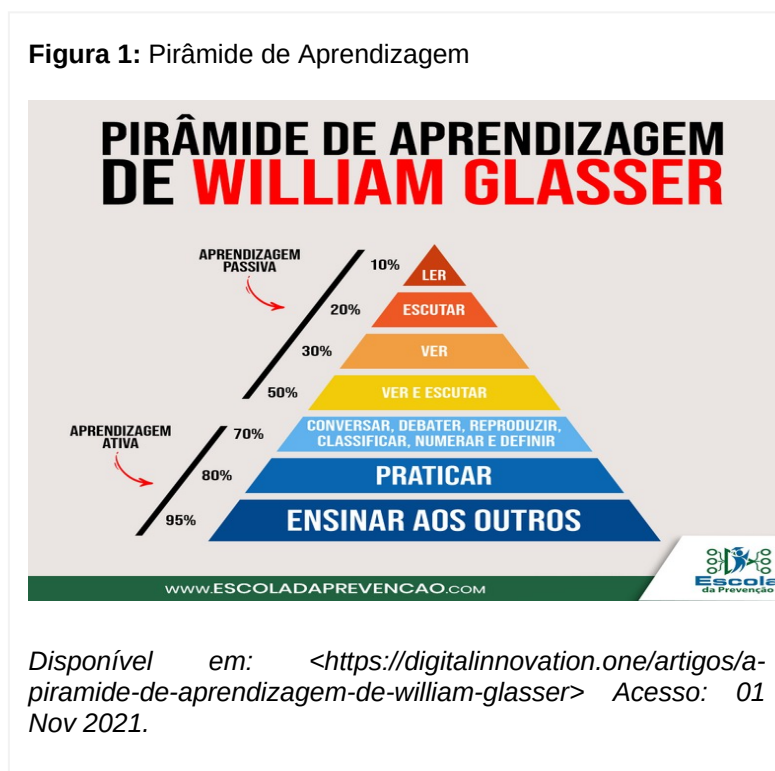 Figura 1: Pirâmide de Aprendizagem
PIRÂMIDE DE APRENDIZAGEM
DE WILLIAM GLASSER
APRENDIZAGEM
PASSIVA
10%
LER
20%
ESCUTAR
30%
VER
50%
VER E ESCUTAR
APRENDIZAGEM
ATIVA
70%
CONVERSAR, DEBATER, REPRODUZIR,
CLASSIFICAR, NUMERAR E DEFINIR
80%
PRATICAR
95%
ENSINAR AOS OUTROS
WWW.ESCOLADAPREVENCAO.COM
Escola
da Prevenção
Disponível em: <https://digitalinnovation.one/artigos/a-
piramide-de-aprendizagem-de-william-glasser> Acesso: 01
Nov 2021.